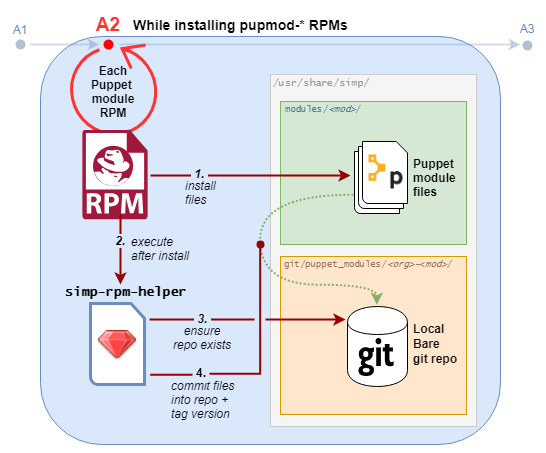 A1
A2
While installing pupmod-* RPMs
A3
Each
Puppet
module
RPM
/usr/share/simp/
modules/<mod>/
RPM
1.
install
files
p
Puppet
module
files
2. execute
after install
git/puppet_modules/<org>-<mod>/
simp-rpm-helper
3.
ensure
repo exists
git
Local
Bare
git repo
4.
commit files
into repo +
tag version